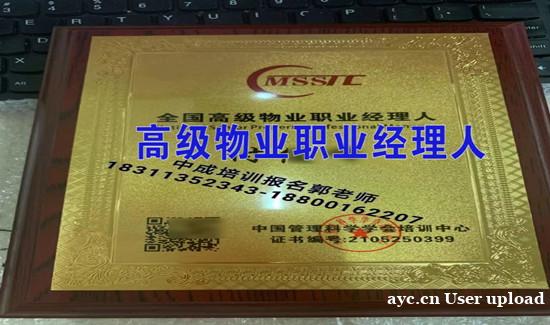 CMSSTC
全国高级物业职业经理人
高级物业职业经理人
中成培训报名郭老师
18311352343-18800162207
中国管理科学学会培训中心
证书编号:2105250399
ayc.cn User upload